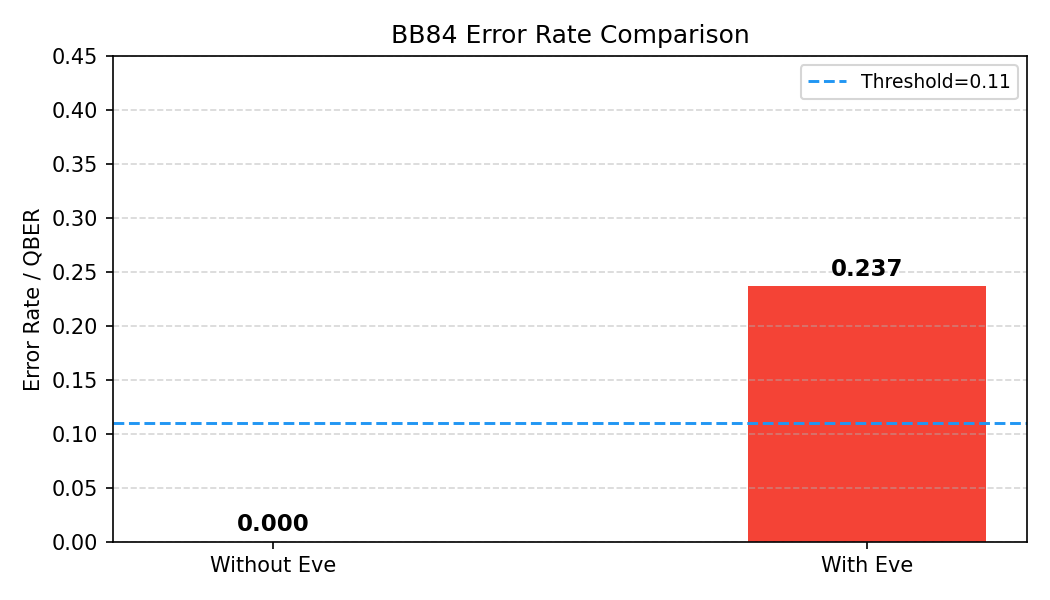 BB84 Error Rate Comparison
Error Rate / QBER
0.45
0.40
0.35
0.30
0.25
0.20
0.15
0.10
0.05
0.00
Threshold=0.11
0.000
0.237
Without Eve
With Eve